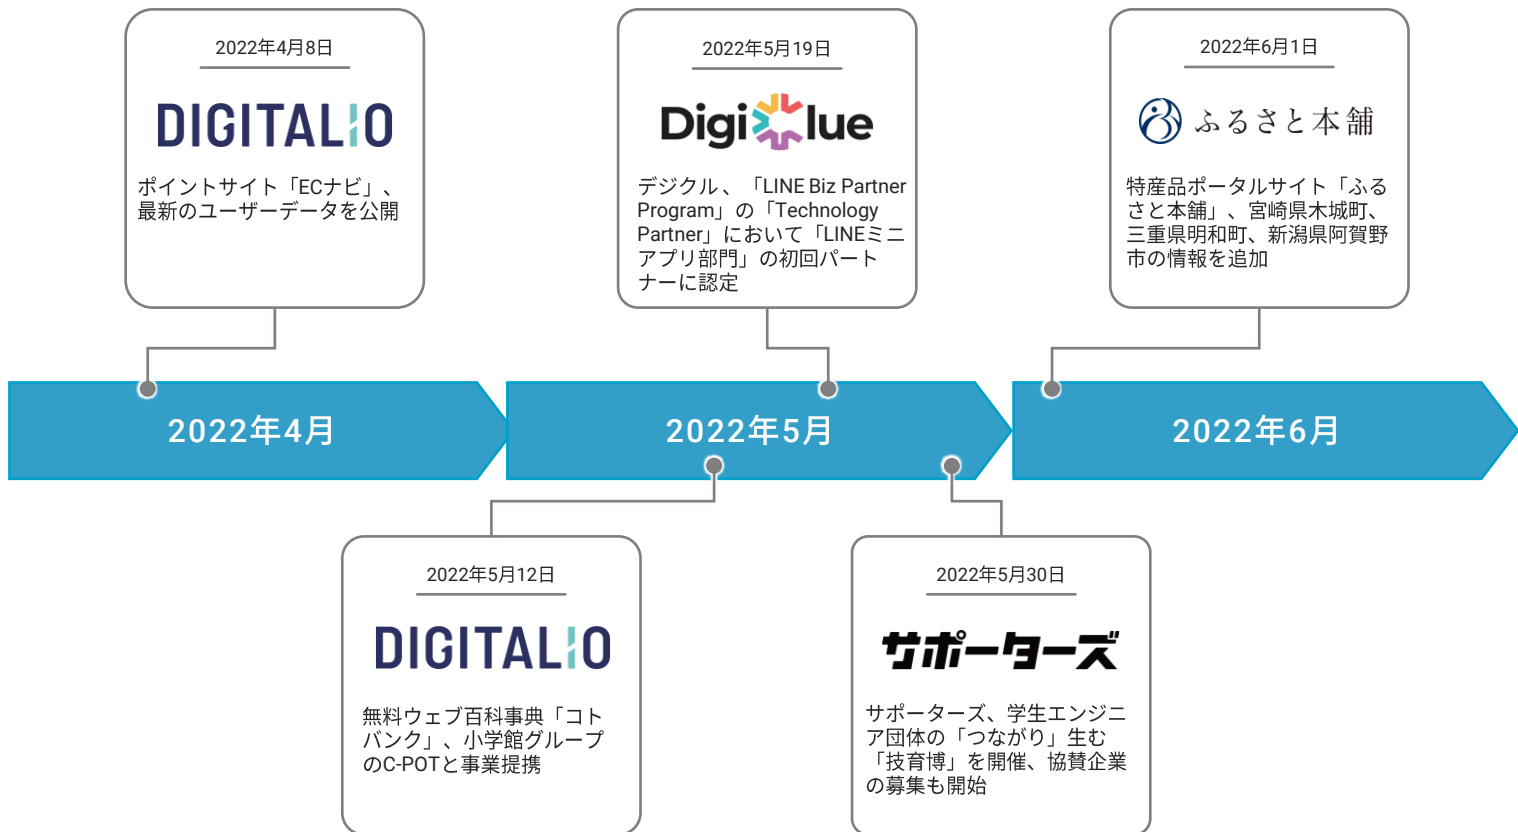 2022年4月8日
DIGITALIO
ポイントサイト「ECナビ」、
最新のユーザーデータを公開
2022年5月19日
DigiClue
デジクル、「LINE Biz Partner
Program」の「Technology
Partner」において「LINEミニ
アプリ部門」の初回パート
ナーに認定
2022年6月1日
ふるさと本舗
特産品ポータルサイト「ふる
さと本舗」、宮崎県木城町、
三重県明和町、新潟県阿賀野
市の情報を追加
2022年4月
2022年5月
2022年6月
2022年5月12日
DIGITALIO
無料ウェブ百科事典「コト
バンク」、小学館グループ
のC-POTと事業提携
2022年5月30日
サポーターズ
サポーターズ、学生エンジニ
ア団体の「つながり」生む
「技育博」を開催、協賛企業
の募集も開始